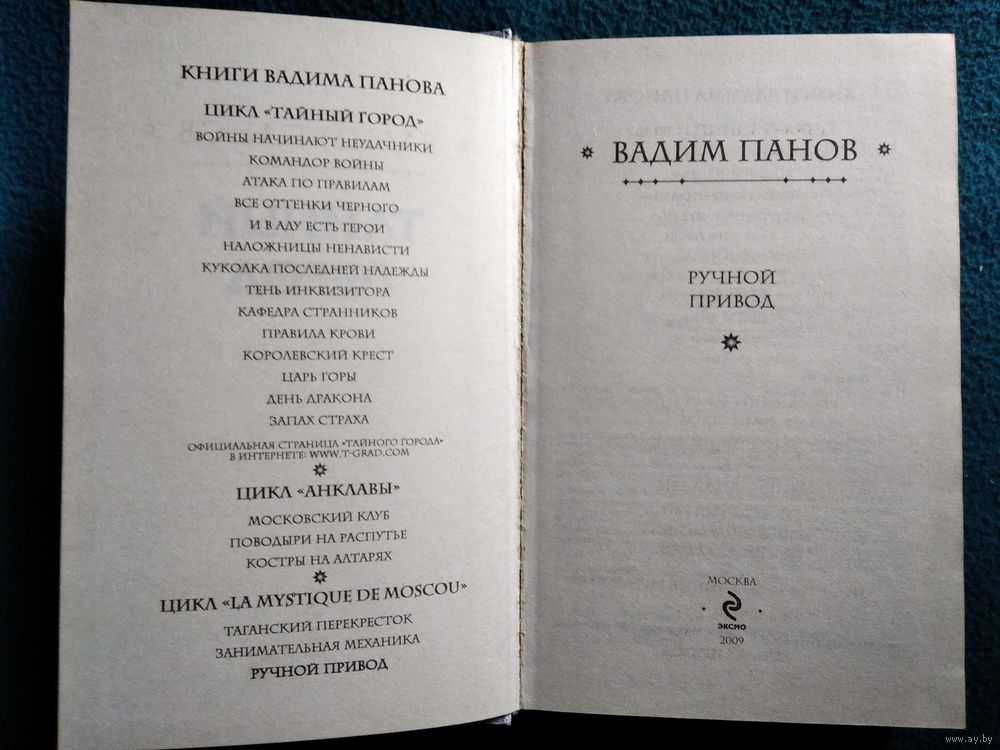 КНИГИ ВАДИМА ПАНОВА
ЦИКЛ «ТАЙНЫЙ ГОРОД»
ВОЙНЫ НАЧИНАЮТ НЕУДАЧНИКИ
КОМАНДОР ВОЙНЫ
АТАКА ПО ПРАВИЛАМ
ВСЕ ОТТЕНКИ ЧЕРНОГО
И В АДУ ЕСТЬ ГЕРОИ
НАЛОЖНИЦЫ НЕНАВИСТИ
КУКОЛКА ПОСЛЕДНЕЙ НАДЕЖДЫ
ТЕНЬ ИНКВИЗИТОРА
КАФЕДРА СТРАННИКОВ
ПРАВИЛА КРОВИ
КОРОЛЕВСКИЙ КРЕСТ
ЦАРЬ ГОРЫ
ДЕНЬ ДРАКОНА
ЗАПАХ СТРАХА
ОФИЦИАЛЬНАЯ СТРАНИЦА «ТАЙНОГО ГОРОДА»
В ИНТЕРНЕТЕ: WWW.T-GRAD.COM
ЦИКЛ «АНКЛАВЫ»
МОСКОВСКИЙ КЛУБ
ПОВОДЫРИ НА РАСПУТЬЕ
КОСТРЫ НА АЛТАРЯХ
ЦИКЛ «LA MYSTIQUE DE MOSCOU»
ТАГАНСКИЙ ПЕРЕКРЕСТОК
ЗАНИМАТЕЛЬНАЯ МЕХАНИКА
РУЧНОЙ ПРИВОД
ВАДИМ ПАНОВ
РУЧНОЙ
ПРИВОД
МОСКВА
ЭКСМО
2009
www.ay.by